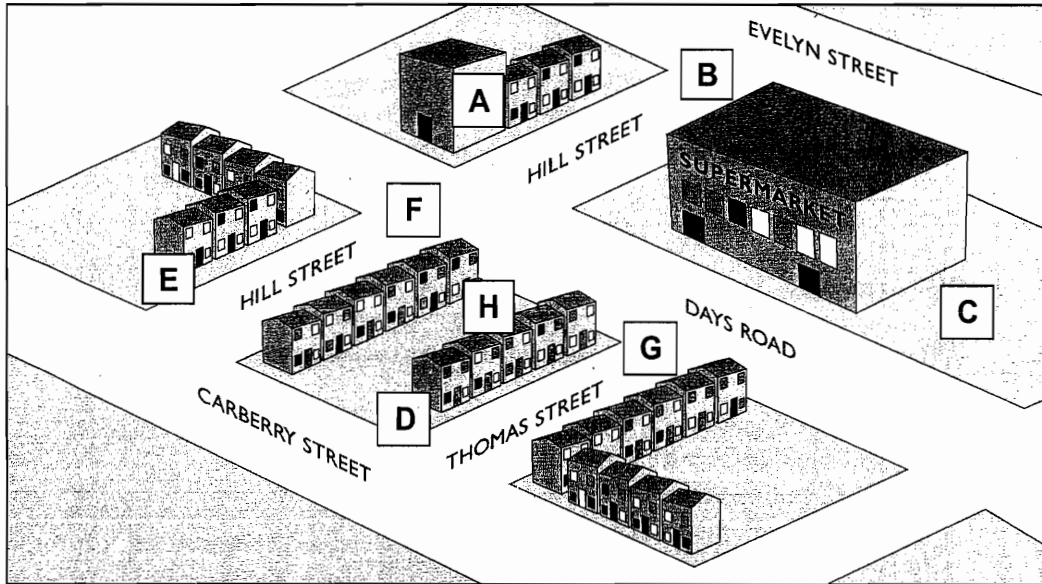 EVELYN STREET
B
A
HILL STREET
SUPERMARKET
F
E
HILL STREET
H
C
DAYS ROAD
G
D
CARBERRY STREET
THOMAS STREET